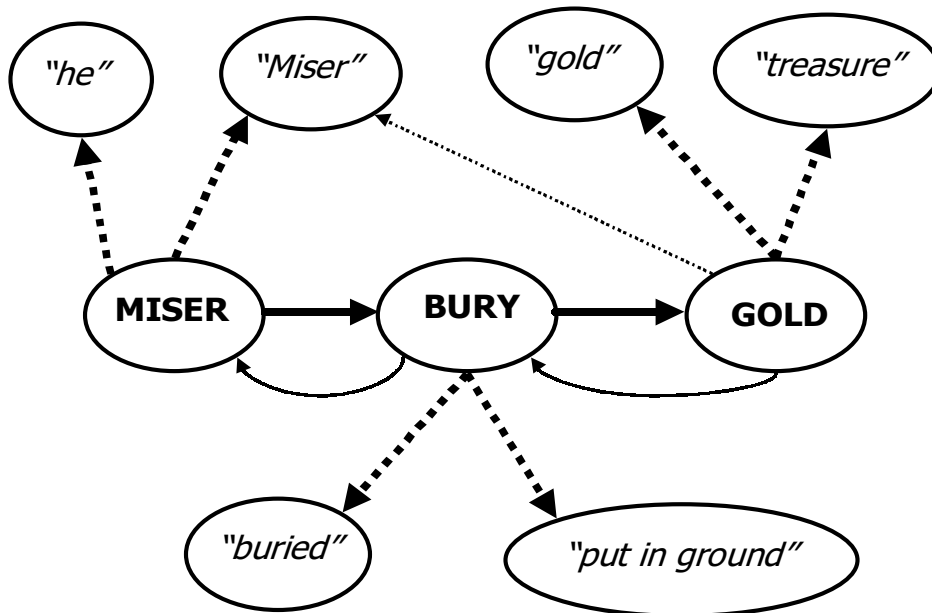 “he”
“Miser”
“gold”
“treasure”
MISER
BURY
GOLD
“buried”
“put in ground”